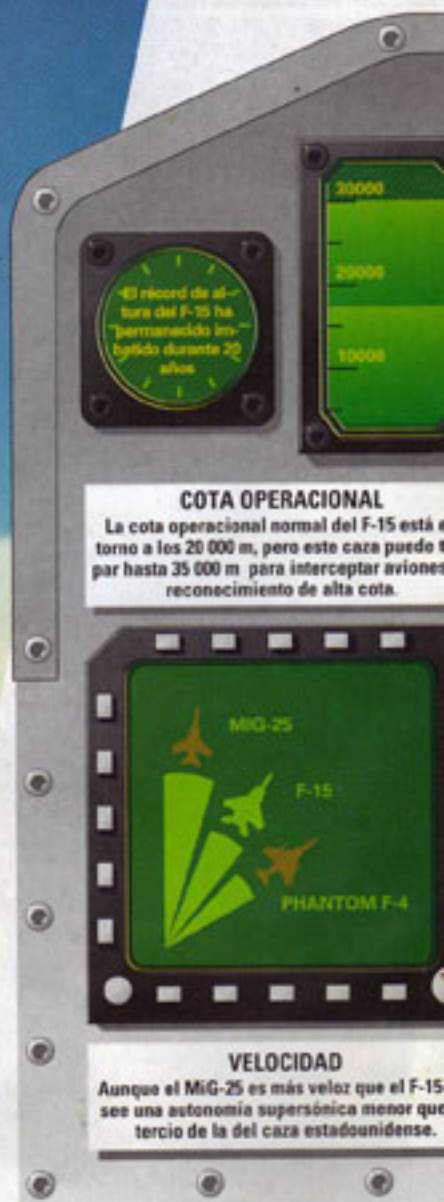 30000
20000
10000
El récord de al-
tura del F-15 ha
permanecido im-
batido durante 20
años
COTA OPERACIONAL
La cota operacional normal del F-15 está e
torno a los 20 000 m, pero este caza puede t
par hasta 35 000 m para interceptar aviones
reconecimiento de alta cota.
MIG-25
F-15
PHANTOM F-4
VELOCIDAD
Aunque el MiG-25 es más veloz que el F-15
see una autonomía supersónica menor que
tercio de la del caza estadounidense.